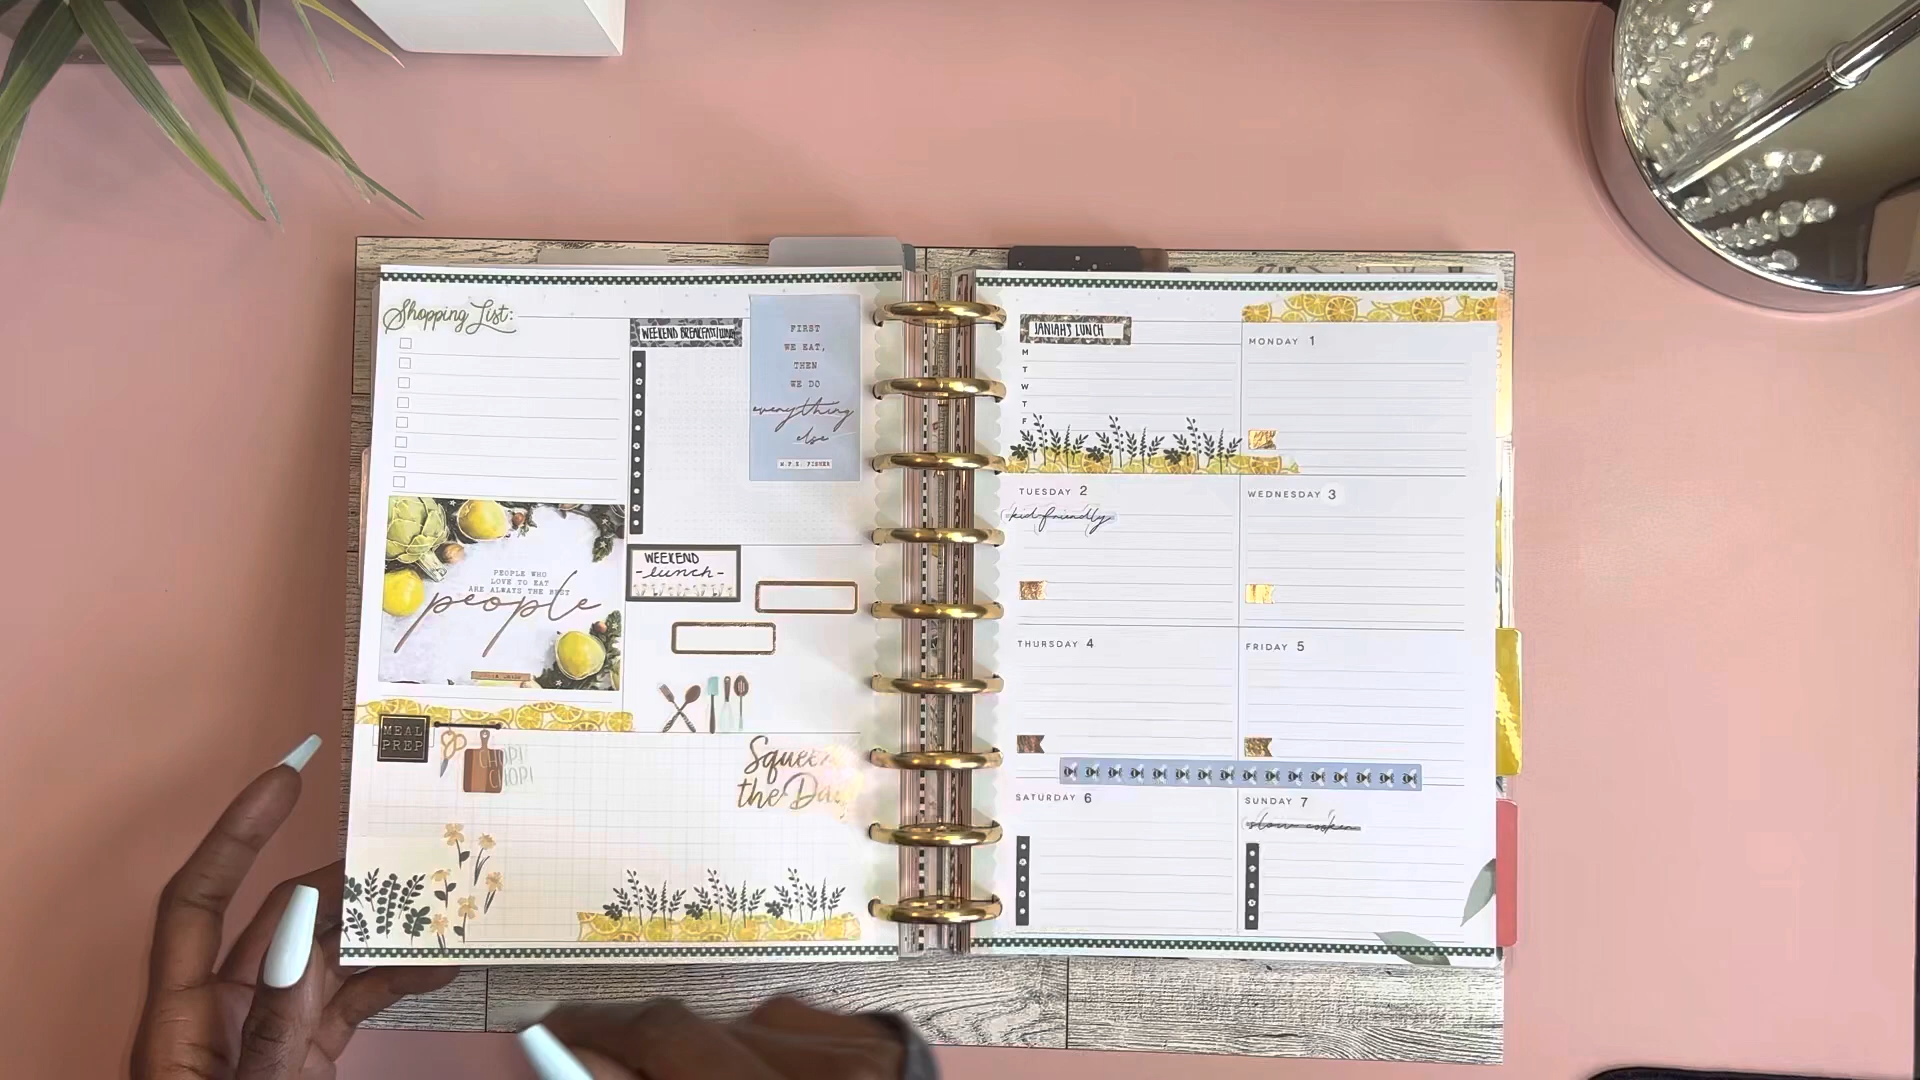 Shopping List:
WEEKEND BREAKFAST/LUNCH
FIRST
WE EAT,
THEN
WE DO
everything
else
M.F.K. FISHER
PEOPLE WHO
LOVE TO EAT
ARE ALWAYS THE BEST
people
WEEKEND
-lunch-
MEAL
PREP
CHOP!
CHOP!
Squeeze
the Day
JANIAH'S LUNCH
M
T
W
T
F
MONDAY 1
TUESDAY 2
kid-friendly
WEDNESDAY 3
THURSDAY 4
FRIDAY 5
SATURDAY 6
SUNDAY 7
slow cooker